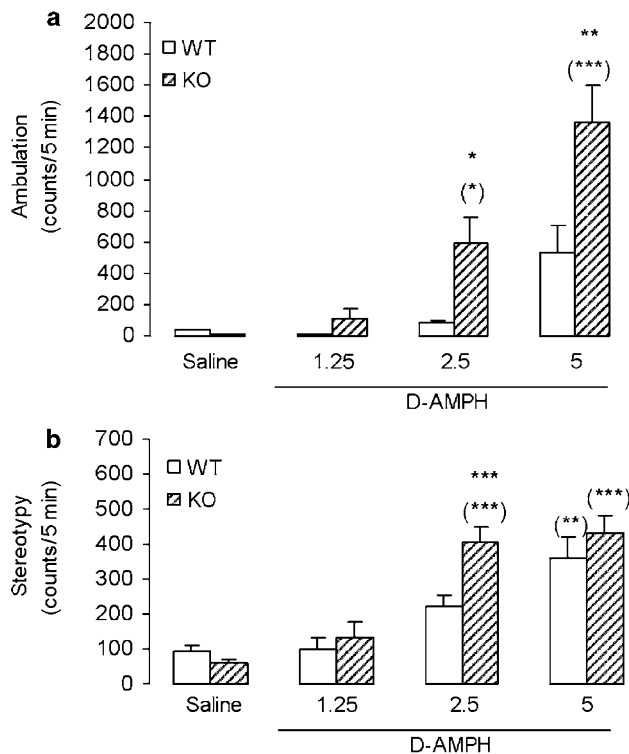 a
2000
1800
1600
1400
1200
1000
800
600
400
200
0
Ambulation
(counts/5 min)
WT
KO
*
(*)
**
(***)
Saline
1.25
2.5
5
D-AMPH
b
700
600
500
400
300
200
100
0
Stereotypy
(counts/5 min)
WT
KO
***
(***)
(**)
(***)
Saline
1.25
2.5
5
D-AMPH